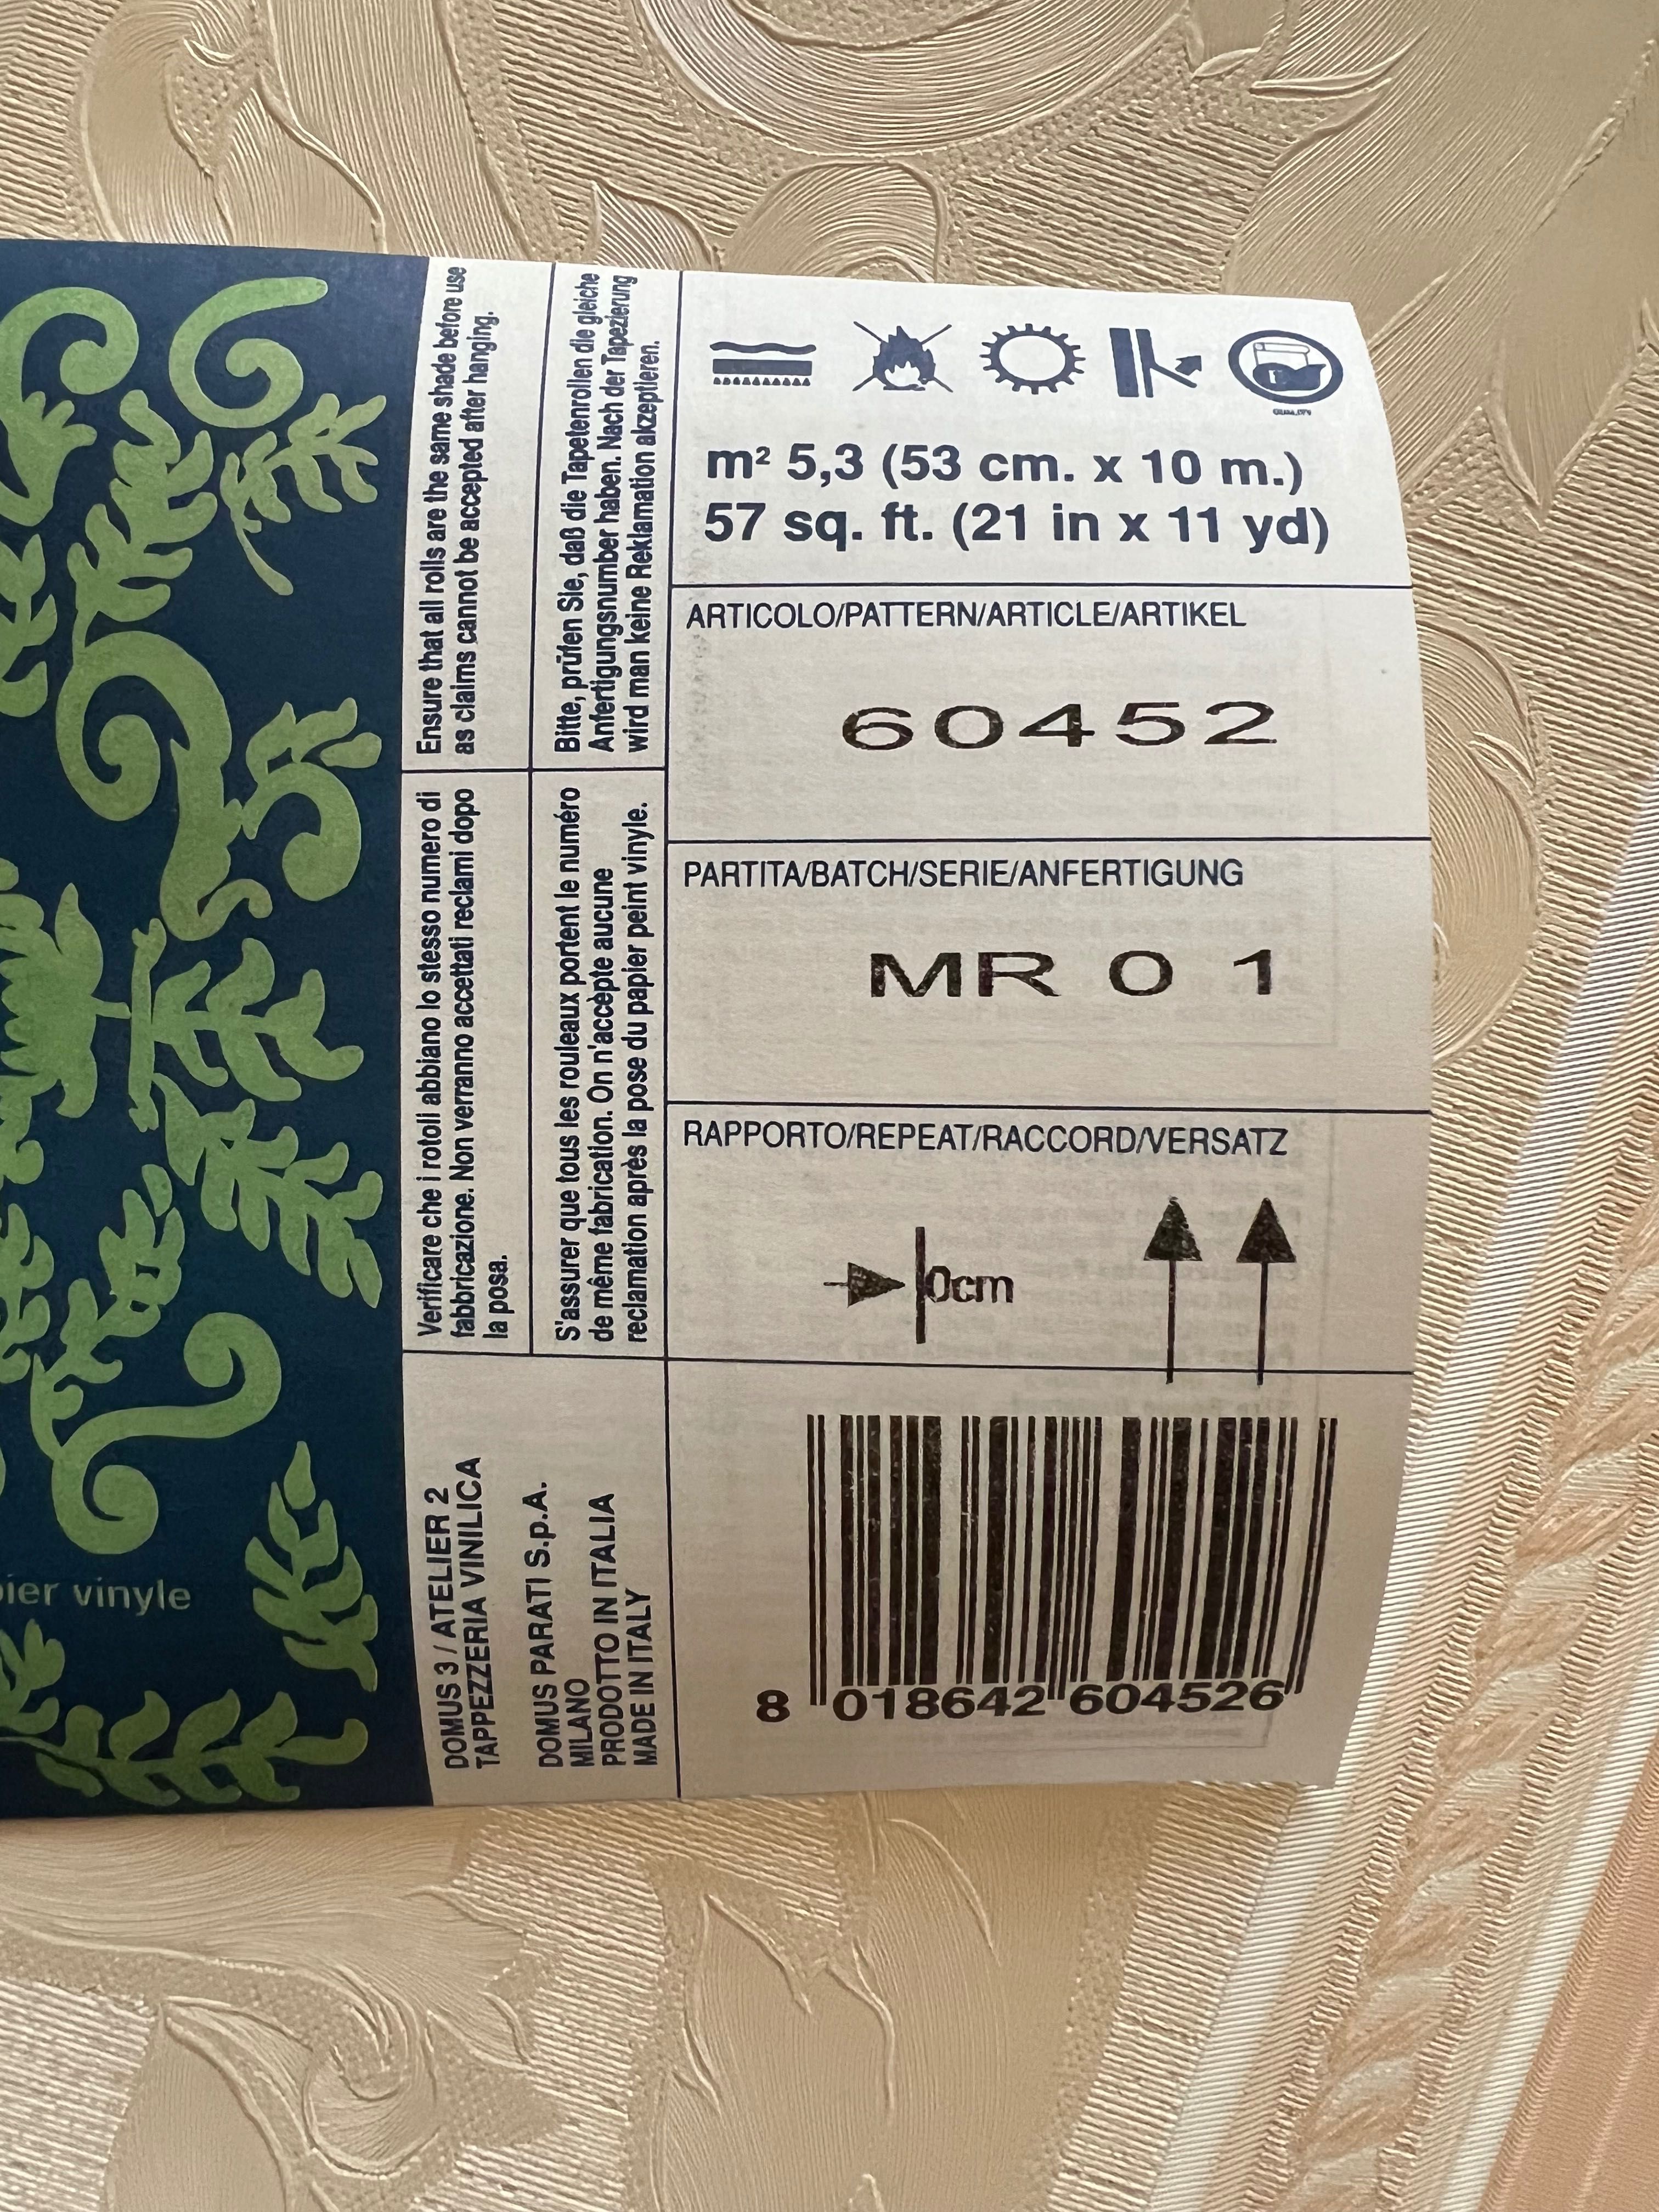 m² 5,3 (53 cm. x 10 m.)
57 sq. ft. (21 in x 11 yd)
ARTICOLO/PATTERN/ARTICLE/ARTIKEL
60452
PARTITA/BATCH/SERIE/ANFERTIGUNG
MR 0 1
RAPPORTO/REPEAT/RACCORD/VERSATZ
0cm
8 018642 604526
Verificare che i rotoli abbiano lo stesso numero di
fabbricazione. Non verranno accettati reclami dopo
la posa.
Ensure that all rolls are the same shade before use
as claims cannot be accepted after hanging.
S'assurer que tous les rouleaux portent le numéro
de même fabrication. On n'accèpte aucune
reclamation après la pose du papier peint vinyle.
Bitte, prüfen Sie, daß die Tapetenrollen die gleiche
Anfertigungsnumber haben. Nach der Tapezierung
wird man keine Reklamation akzeptieren.
DOMUS 3 / ATELIER 2
TAPPEZZERIA VINILICA
DOMUS PARATI S.p.A.
MILANO
PRODOTTO IN ITALIA
MADE IN ITALY
vinyle
QUALITY